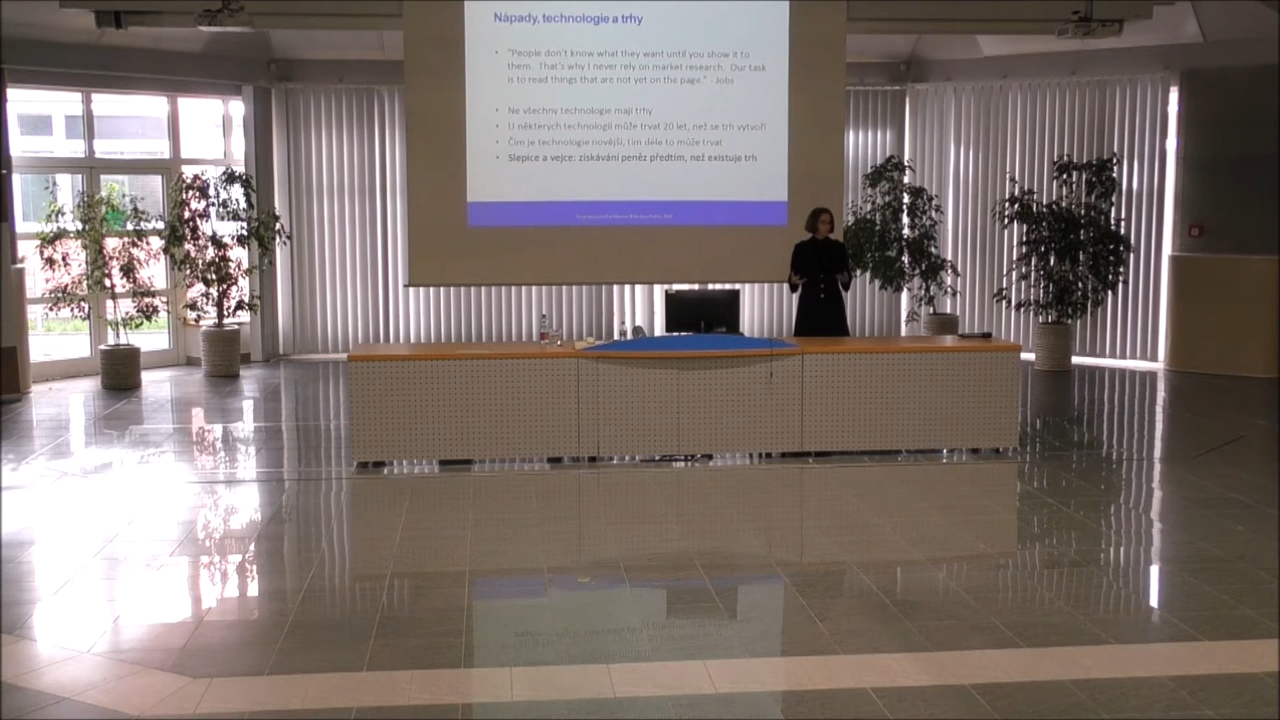 Nápady, technologie a trhy
• "People don't know what they want until you show it to
them. That's why I never rely on market research. Our task
is to read things that are not yet on the page." - Jobs
• Ne všechny technologie mají trhy
• U některých technologií může trvat 20 let, než se trh vytvoří
• Čím je technologie novější, tím déle to může trvat
• Slepice a vejce: získávání peněz předtím, než existuje trh